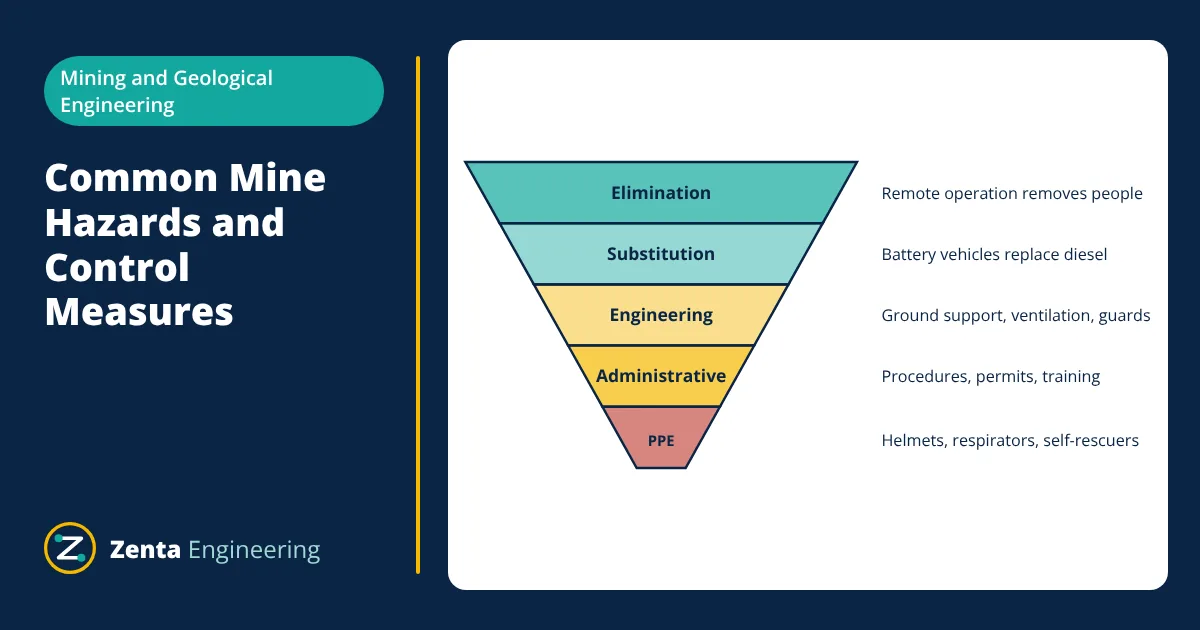 Mining and Geological
Engineering
Common Mine
Hazards and
Control
Measures
Zenta Engineering
Elimination
Remote operation removes people
Substitution
Battery vehicles replace diesel
Engineering
Ground support, ventilation, guards
Administrative
Procedures, permits, training
PPE
Helmets, respirators, self-rescuers